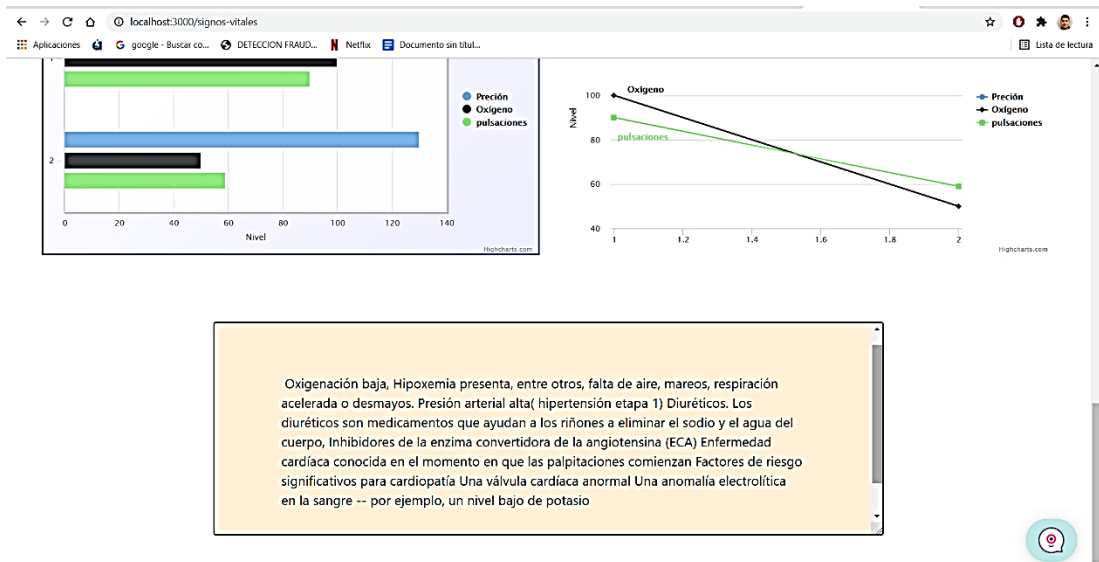 localhost:3000/signos-vitales
Aplicaciones
google - Buscar co...
DETECCION FRAUD...
Netflix
Documento sin títul...
Lista de lectura
Preción
Oxígeno
pulsaciones
2
0 20 40 60 80 100 120 140
Nivel
Highcharts.com
Nivel
100
80
60
40
Oxígeno
pulsaciones
1 1.2 1.4 1.6 1.8 2
Preción
Oxígeno
pulsaciones
Highcharts.com
Oxigenación baja, Hipoxemia presenta, entre otros, falta de aire, mareos, respiración
acelerada o desmayos. Presión arterial alta( hipertensión etapa 1) Diuréticos. Los
diuréticos son medicamentos que ayudan a los riñones a eliminar el sodio y el agua del
cuerpo, Inhibidores de la enzima convertidora de la angiotensina (ECA) Enfermedad
cardíaca conocida en el momento en que las palpitaciones comienzan Factores de riesgo
significativos para cardiopatía Una válvula cardíaca anormal Una anomalía electrolítica
en la sangre -- por ejemplo, un nivel bajo de potasio